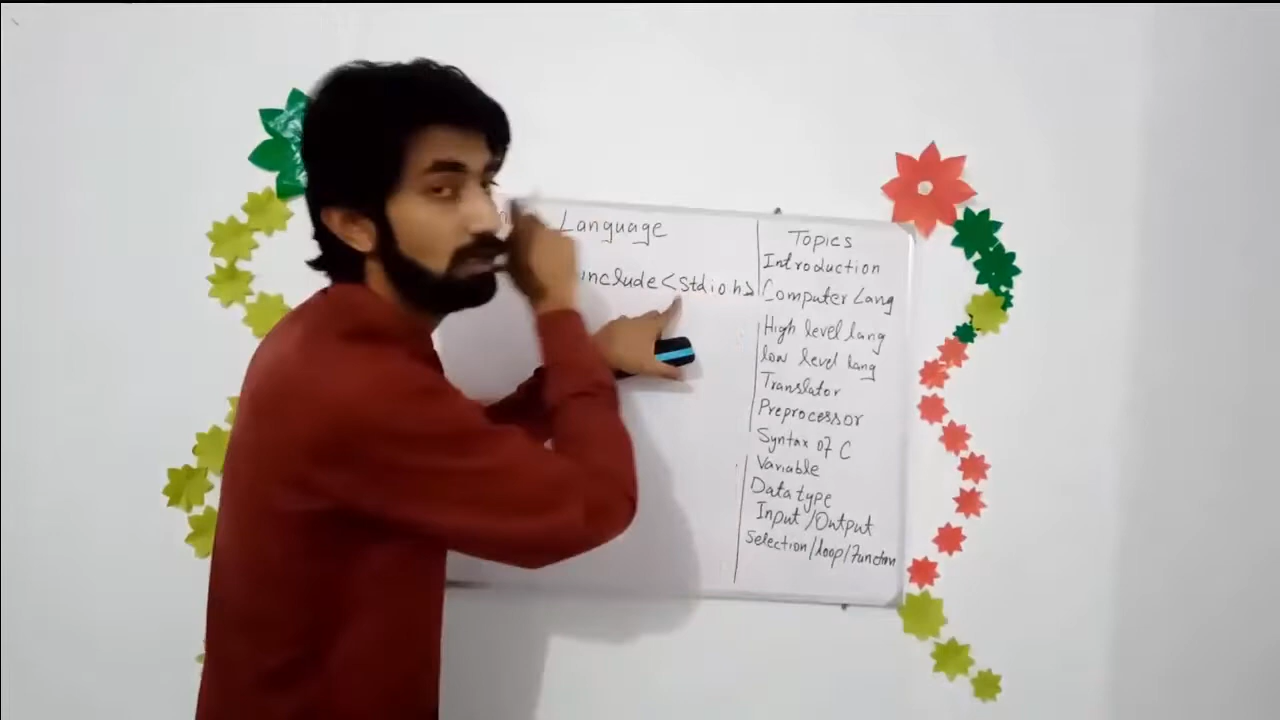 Language
include<stdio h>
Topics
Introduction
Computer Lang
High level lang
low level lang
Translator
Preprocessor
Syntax of C
Variable
Data type
Input/Output
Selection/loop/Function